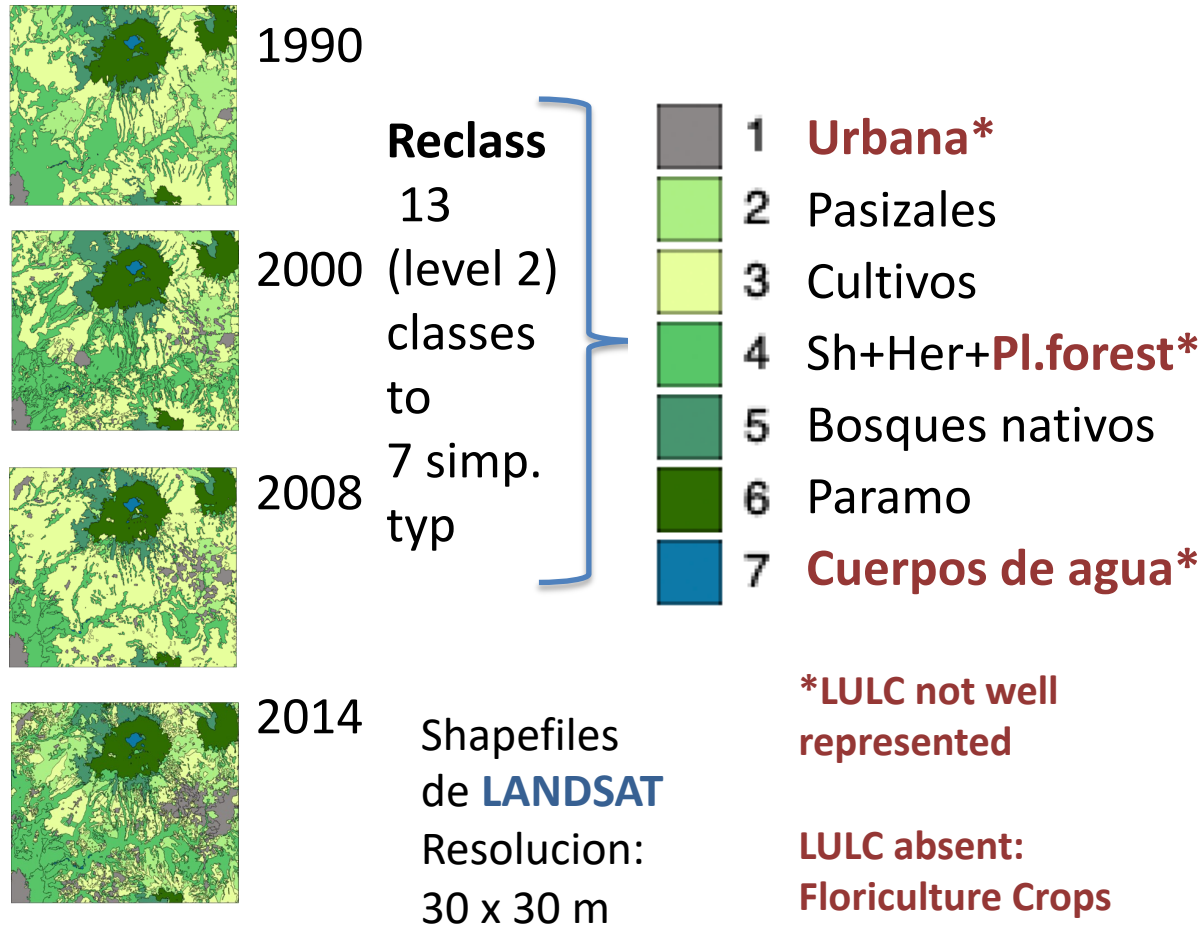 1990
2000
2008
2014
Reclass
13
(level 2)
classes
to
7 simp.
typ
1 Urbana*
2 Pasizales
3 Cultivos
4 Sh+Her+Pl.forest*
5 Bosques nativos
6 Paramo
7 Cuerpos de agua*
Shapefiles
de LANDSAT
Resolucion:
30 x 30 m
*LULC not well
represented
LULC absent:
Floriculture Crops